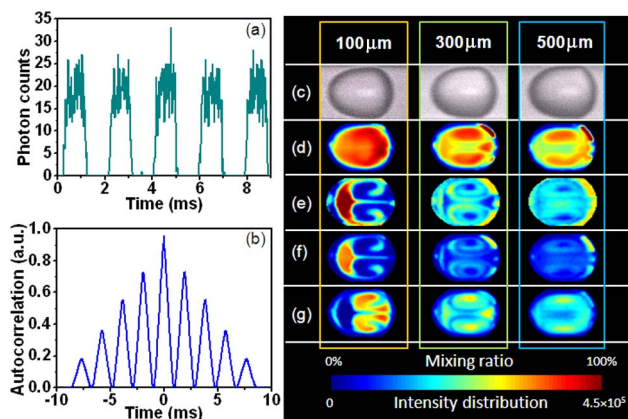 (a)
Photon counts
35
30
25
20
15
10
5
0
0 2 4 6 8
Time (ms)
(b)
Autocorrelation (a.u.)
1.0
0.8
0.6
0.4
0.2
0.0
-10 -5 0 5 10
Time (ms)
100μm 300μm 500μm
(c)
(d)
(e)
(f)
(g)
0% Mixing ratio 100%
0 Intensity distribution 4.5x10⁵